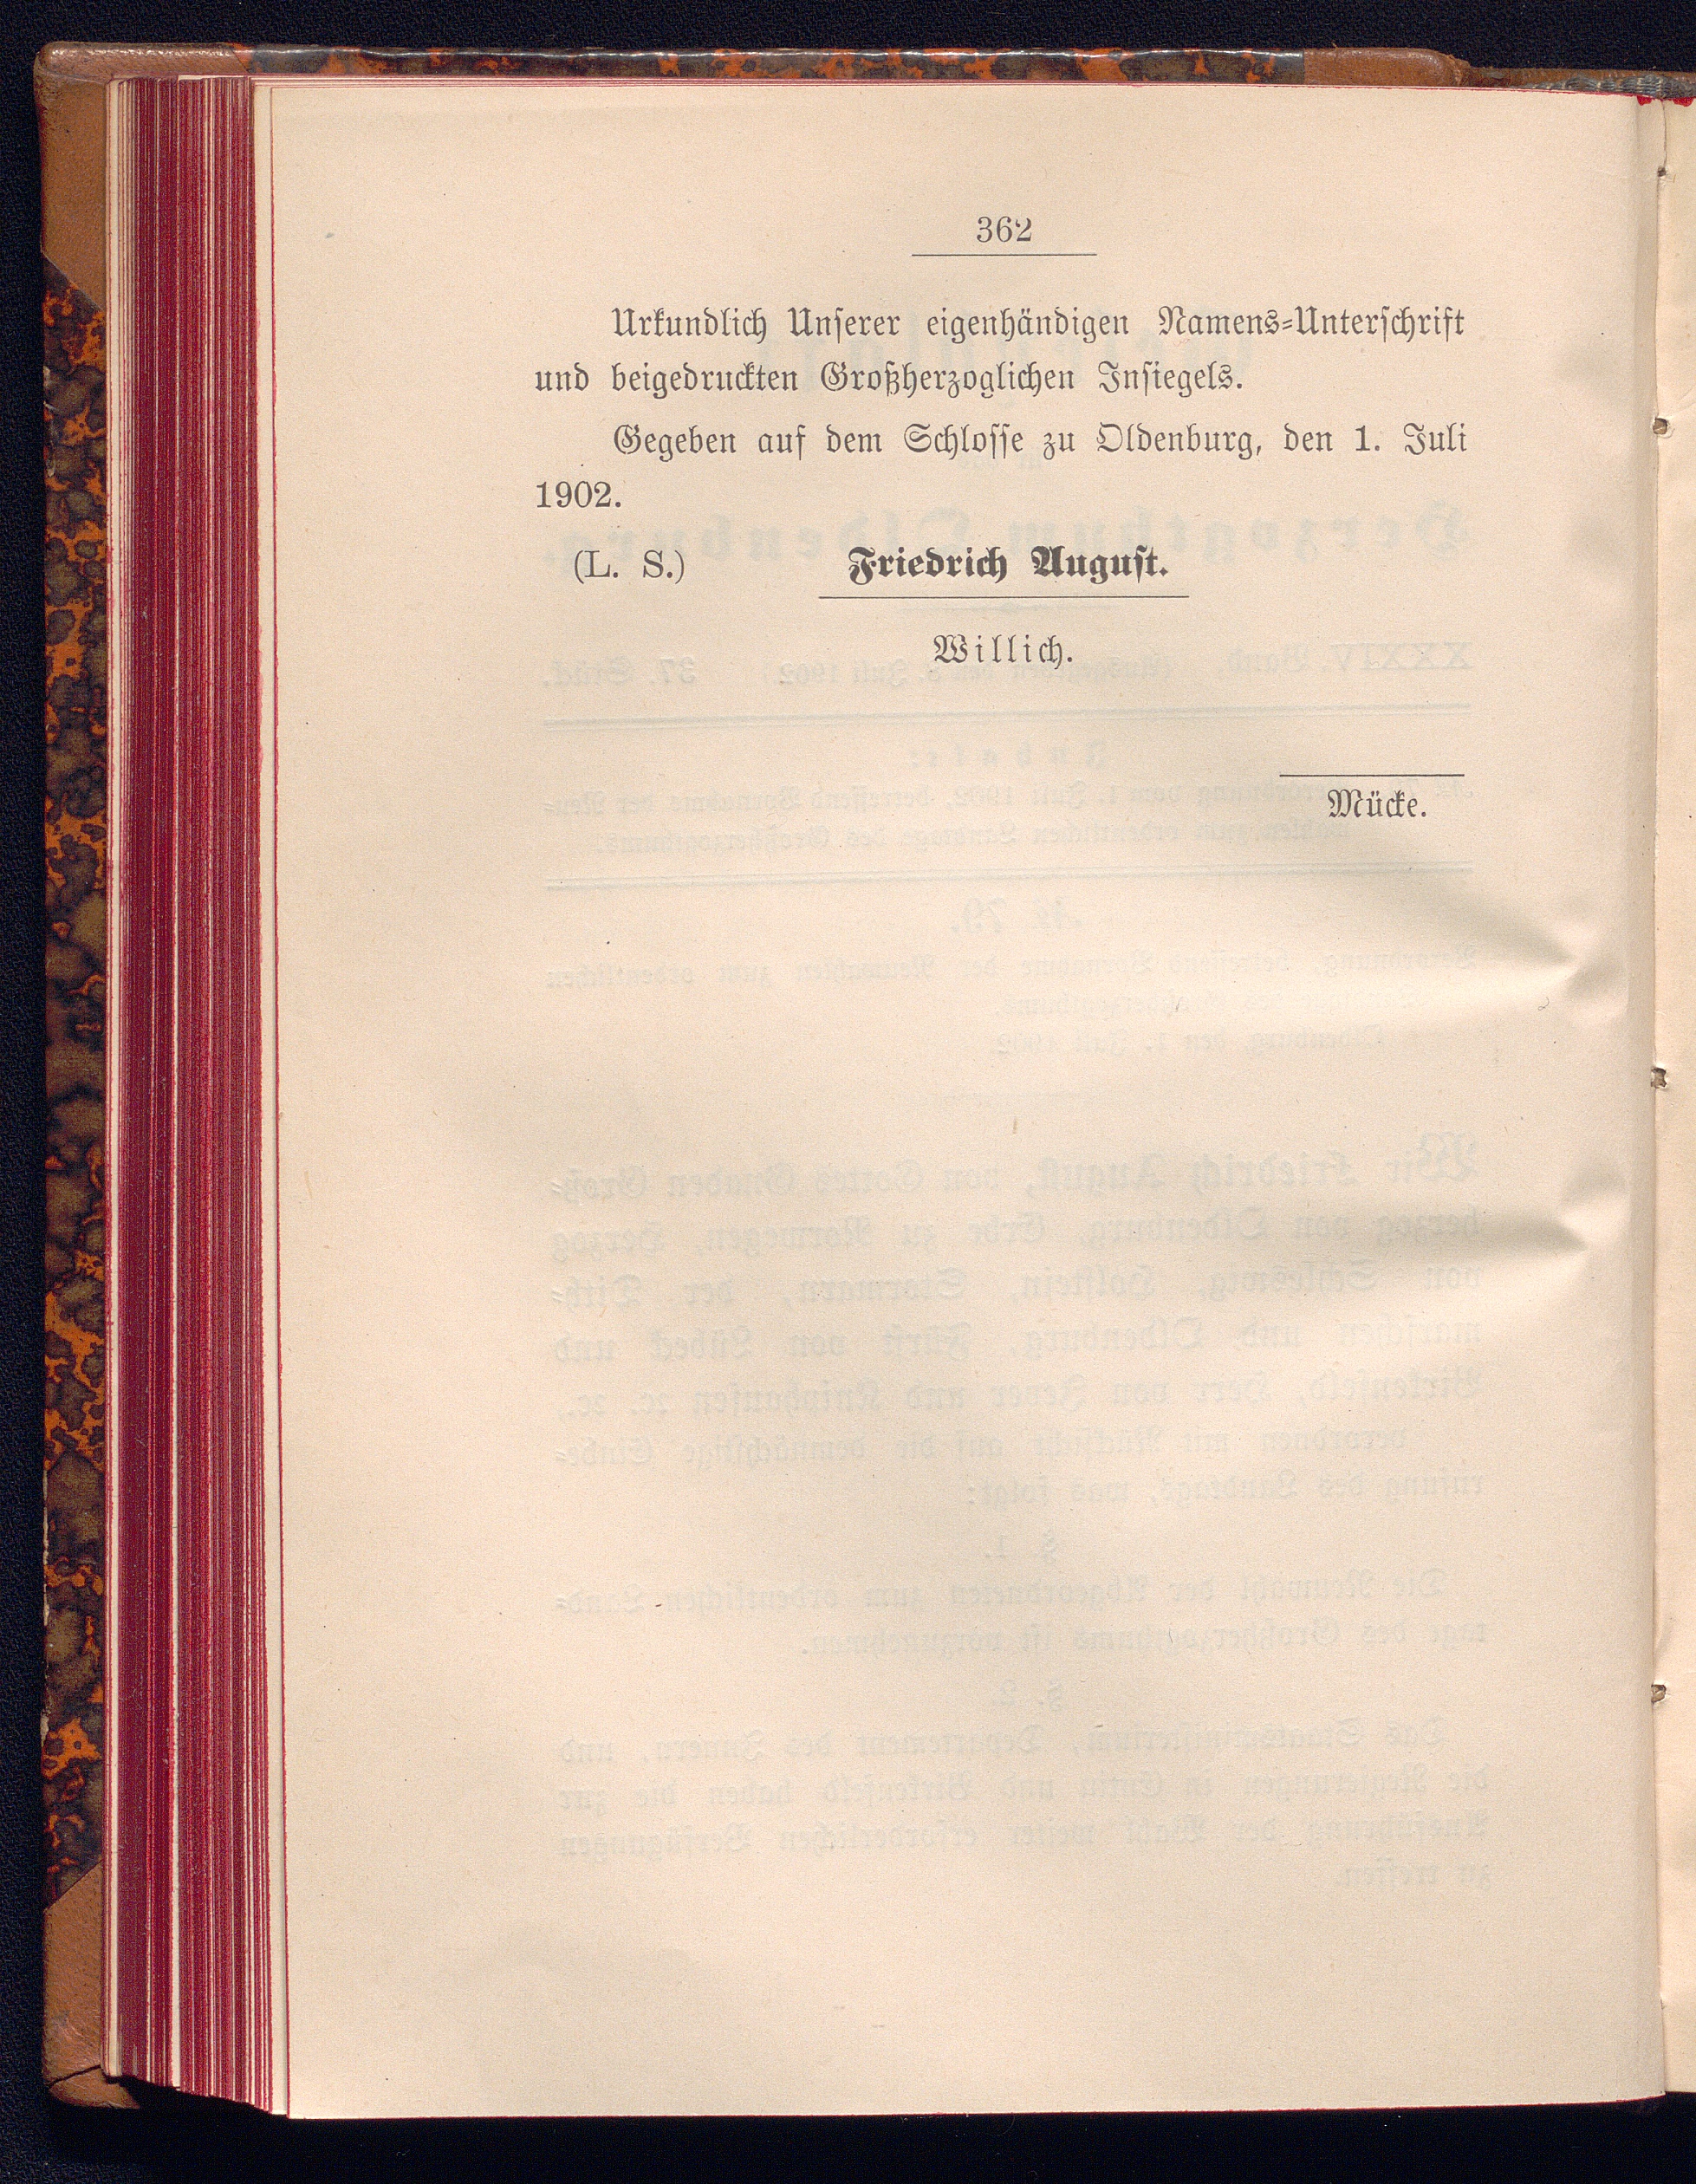 362
Urkundlich Unserer eigenhändigen Namens-Unterschrift
und beigedruckten Großherzoglichen Insiegels.
Gegeben auf dem Schlosse zu Oldenburg, den 1. Juli
1902.
(L. S.) Friedrich August.
Willich.
Mücke.